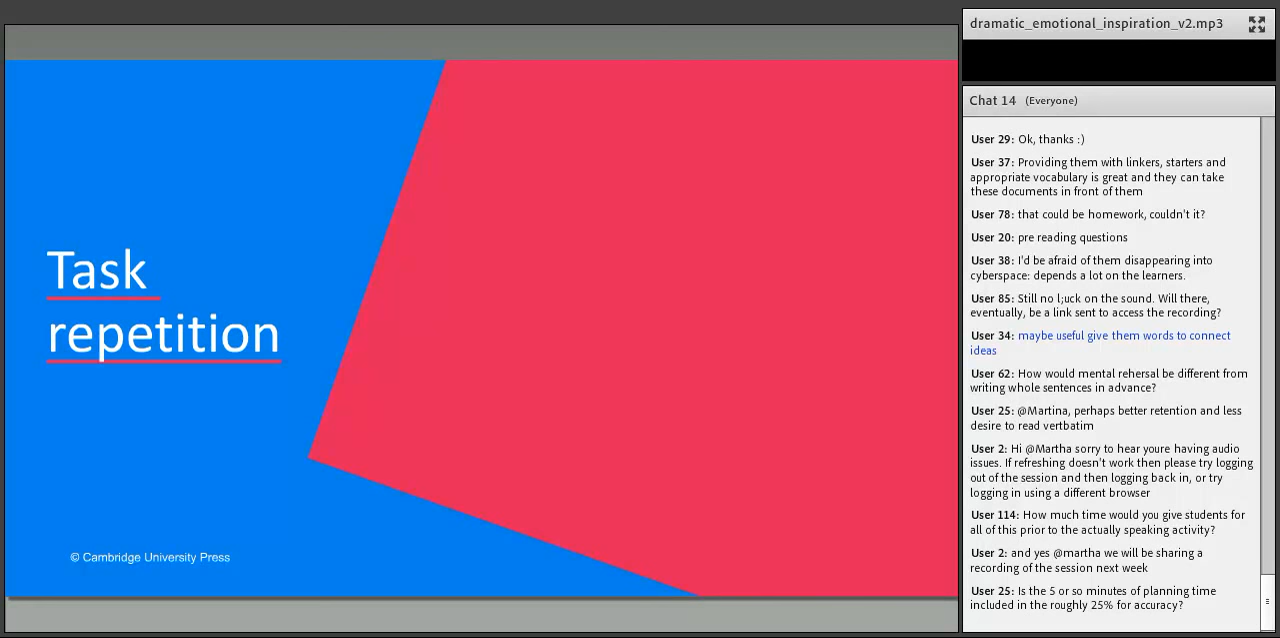 Task
repetition
© Cambridge University Press
dramatic_emotional_inspiration_v2.mp3
Chat 14 (Everyone)
User 29: Ok, thanks :)
User 37: Providing them with linkers, starters and
appropriate vocabulary is great and they can take
these documents in front of them
User 78: that could be homework, couldn't it?
User 20: pre reading questions
User 38: I'd be afraid of them disappearing into
cyberspace: depends a lot on the learners.
User 85: Still no l;uck on the sound. Will there,
eventually, be a link sent to access the recording?
User 34: maybe useful give them words to connect
ideas
User 62: How would mental rehersal be different from
writing whole sentences in advance?
User 25: @Martina, perhaps better retention and less
desire to read vertbatim
User 2: Hi @Martha sorry to hear youre having audio
issues. If refreshing doesn't work then please try logging
out of the session and then logging back in, or try
logging in using a different browser
User 114: How much time would you give students for
all of this prior to the actually speaking activity?
User 2: and yes @martha we will be sharing a
recording of the session next week
User 25: Is the 5 or so minutes of planning time
included in the roughly 25% for accuracy?